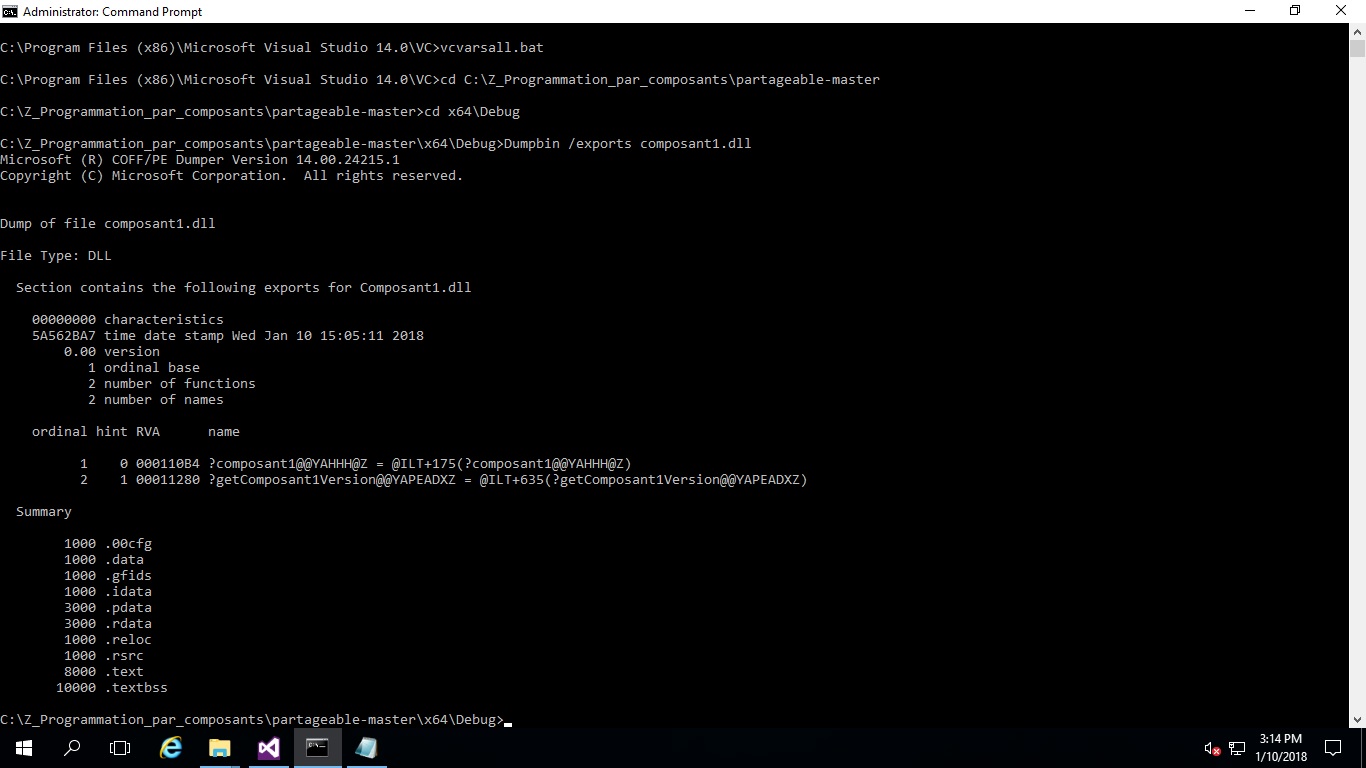 Administrator: Command Prompt
C:\Program Files (x86)\Microsoft Visual Studio 14.0\VC>vcvarsall.bat
C:\Program Files (x86)\Microsoft Visual Studio 14.0\VC>cd C:\Z_Programmation_par_composants\partageable-master
C:\Z_Programmation_par_composants\partageable-master>cd x64\Debug
C:\Z_Programmation_par_composants\partageable-master\x64\Debug>Dumpbin /exports composant1.dll
Microsoft (R) COFF/PE Dumper Version 14.00.24215.1
Copyright (C) Microsoft Corporation.  All rights reserved.
Dump of file composant1.dll
File Type: DLL
Section contains the following exports for Composant1.dll
00000000 characteristics
5A562BA7 time date stamp Wed Jan 10 15:05:11 2018
0.00 version
1 ordinal base
2 number of functions
2 number of names
ordinal hint RVA      name
1    0 000110B4 ?composant1@@YAHHH@Z = @ILT+175(?composant1@@YAHHH@Z)
2    1 00011280 ?getComposant1Version@@YAPEADXZ = @ILT+635(?getComposant1Version@@YAPEADXZ)
Summary
1000 .00cfg
1000 .data
1000 .gfids
1000 .idata
3000 .pdata
3000 .rdata
1000 .reloc
1000 .rsrc
8000 .text
10000 .textbss
C:\Z_Programmation_par_composants\partageable-master\x64\Debug>
3:14 PM
1/10/2018